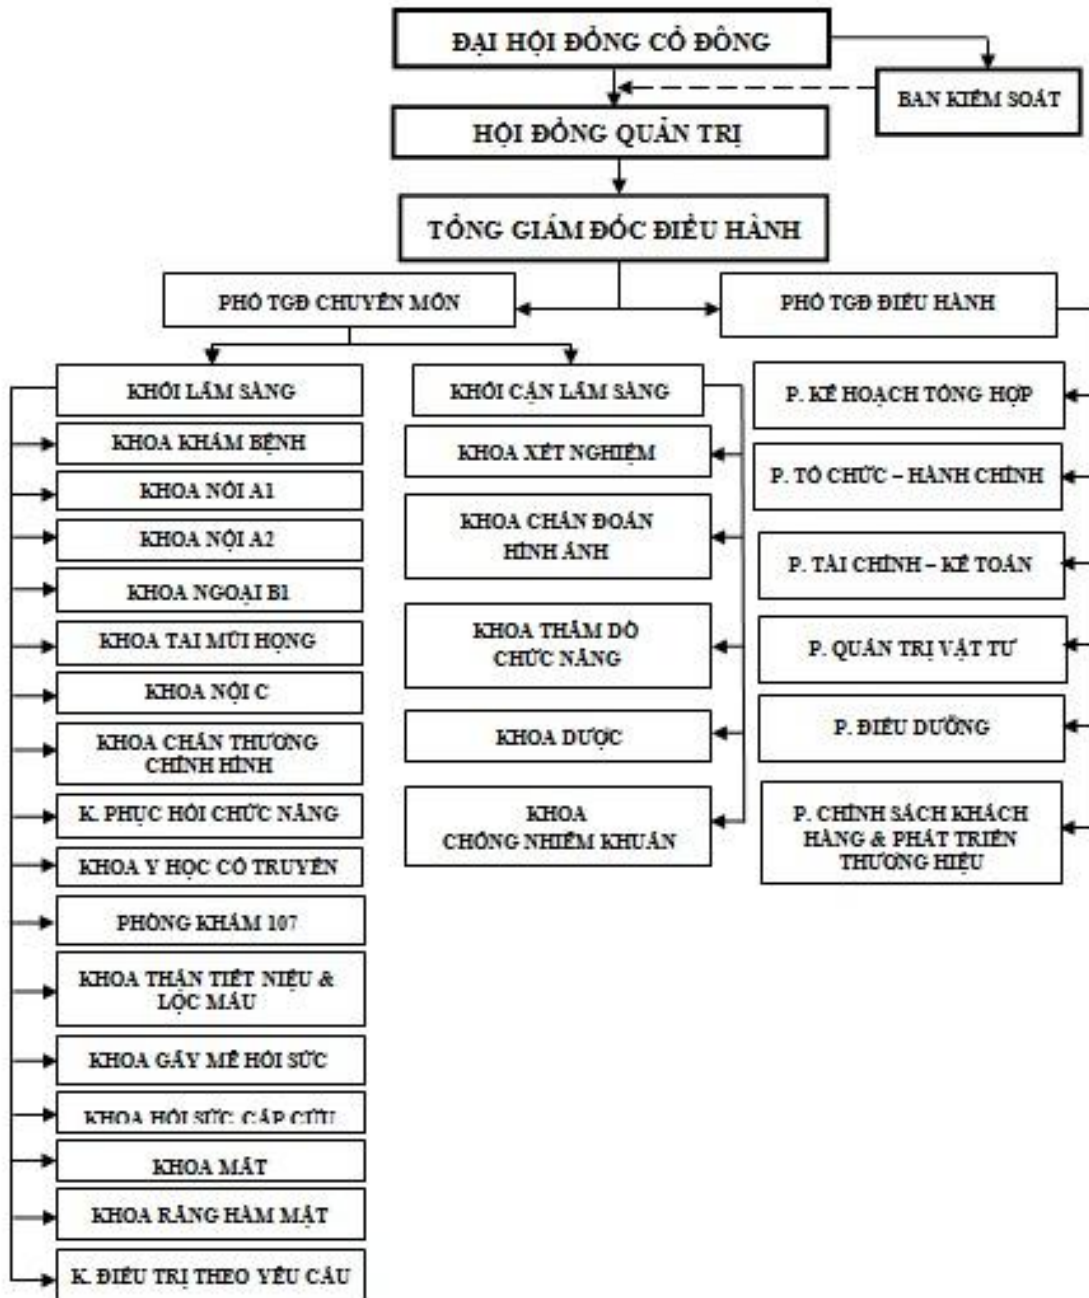 ĐẠI HỘI ĐỒNG CỔ ĐÔNG
BAN KIỂM SOÁT
HỘI ĐỒNG QUẢN TRỊ
TỔNG GIÁM ĐỐC ĐIỀU HÀNH
PHÓ TGĐ CHUYÊN MÔN
PHÓ TGĐ ĐIỀU HÀNH
KHỐI LÂM SÀNG
KHOA KHÁM BỆNH
KHOA NỘI A1
KHOA NỘI A2
KHOA NGOẠI B1
KHOA TAI MŨI HỌNG
KHOA NỘI C
KHOA CHẤN THƯƠNG
CHỈNH HÌNH
K. PHỤC HỒI CHỨC NĂNG
KHOA Y HỌC CỔ TRUYỀN
PHÒNG KHÁM 107
KHOA THẬN TIẾT NIỆU &
LỌC MÁU
KHOA GÂY MÊ HỒI SỨC
KHOA HỒI SỨC CẤP CỨU
KHOA MẮT
KHOA RĂNG HÀM MẶT
K. ĐIỀU TRỊ THEO YÊU CẦU
KHỐI CẬN LÂM SÀNG
KHOA XÉT NGHIỆM
KHOA CHẨN ĐOÁN
HÌNH ẢNH
KHOA THĂM DÒ
CHỨC NĂNG
KHOA DƯỢC
KHOA
CHỐNG NHIỄM KHUẨN
P. KẾ HOẠCH TỔNG HỢP
P. TỔ CHỨC – HÀNH CHÍNH
P. TÀI CHÍNH – KẾ TOÁN
P. QUẢN TRỊ VẬT TƯ
P. ĐIỀU DƯỠNG
P. CHÍNH SÁCH KHÁCH
HÀNG & PHÁT TRIỂN
THƯƠNG HIỆU